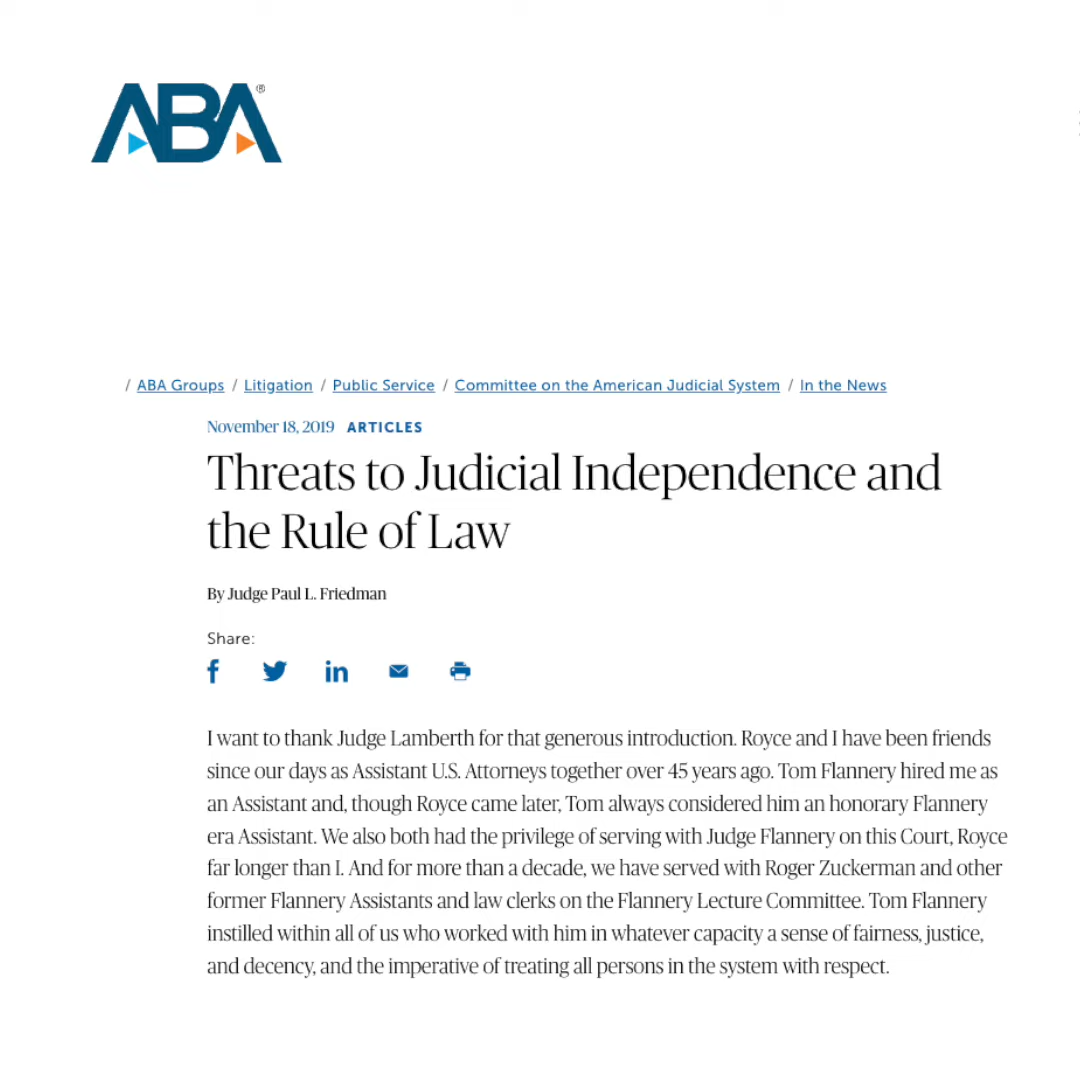 ABA®
/ ABA Groups / Litigation / Public Service / Committee on the American Judicial System / In the News
November 18, 2019 ARTICLES
Threats to Judicial Independence and
the Rule of Law
By Judge Paul L. Friedman
Share:
I want to thank Judge Lamberth for that generous introduction. Royce and I have been friends
since our days as Assistant U.S. Attorneys together over 45 years ago. Tom Flannery hired me as
an Assistant and, though Royce came later, Tom always considered him an honorary Flannery
era Assistant. We also both had the privilege of serving with Judge Flannery on this Court, Royce
far longer than I. And for more than a decade, we have served with Roger Zuckerman and other
former Flannery Assistants and law clerks on the Flannery Lecture Committee. Tom Flannery
instilled within all of us who worked with him in whatever capacity a sense of fairness, justice,
and decency, and the imperative of treating all persons in the system with respect.